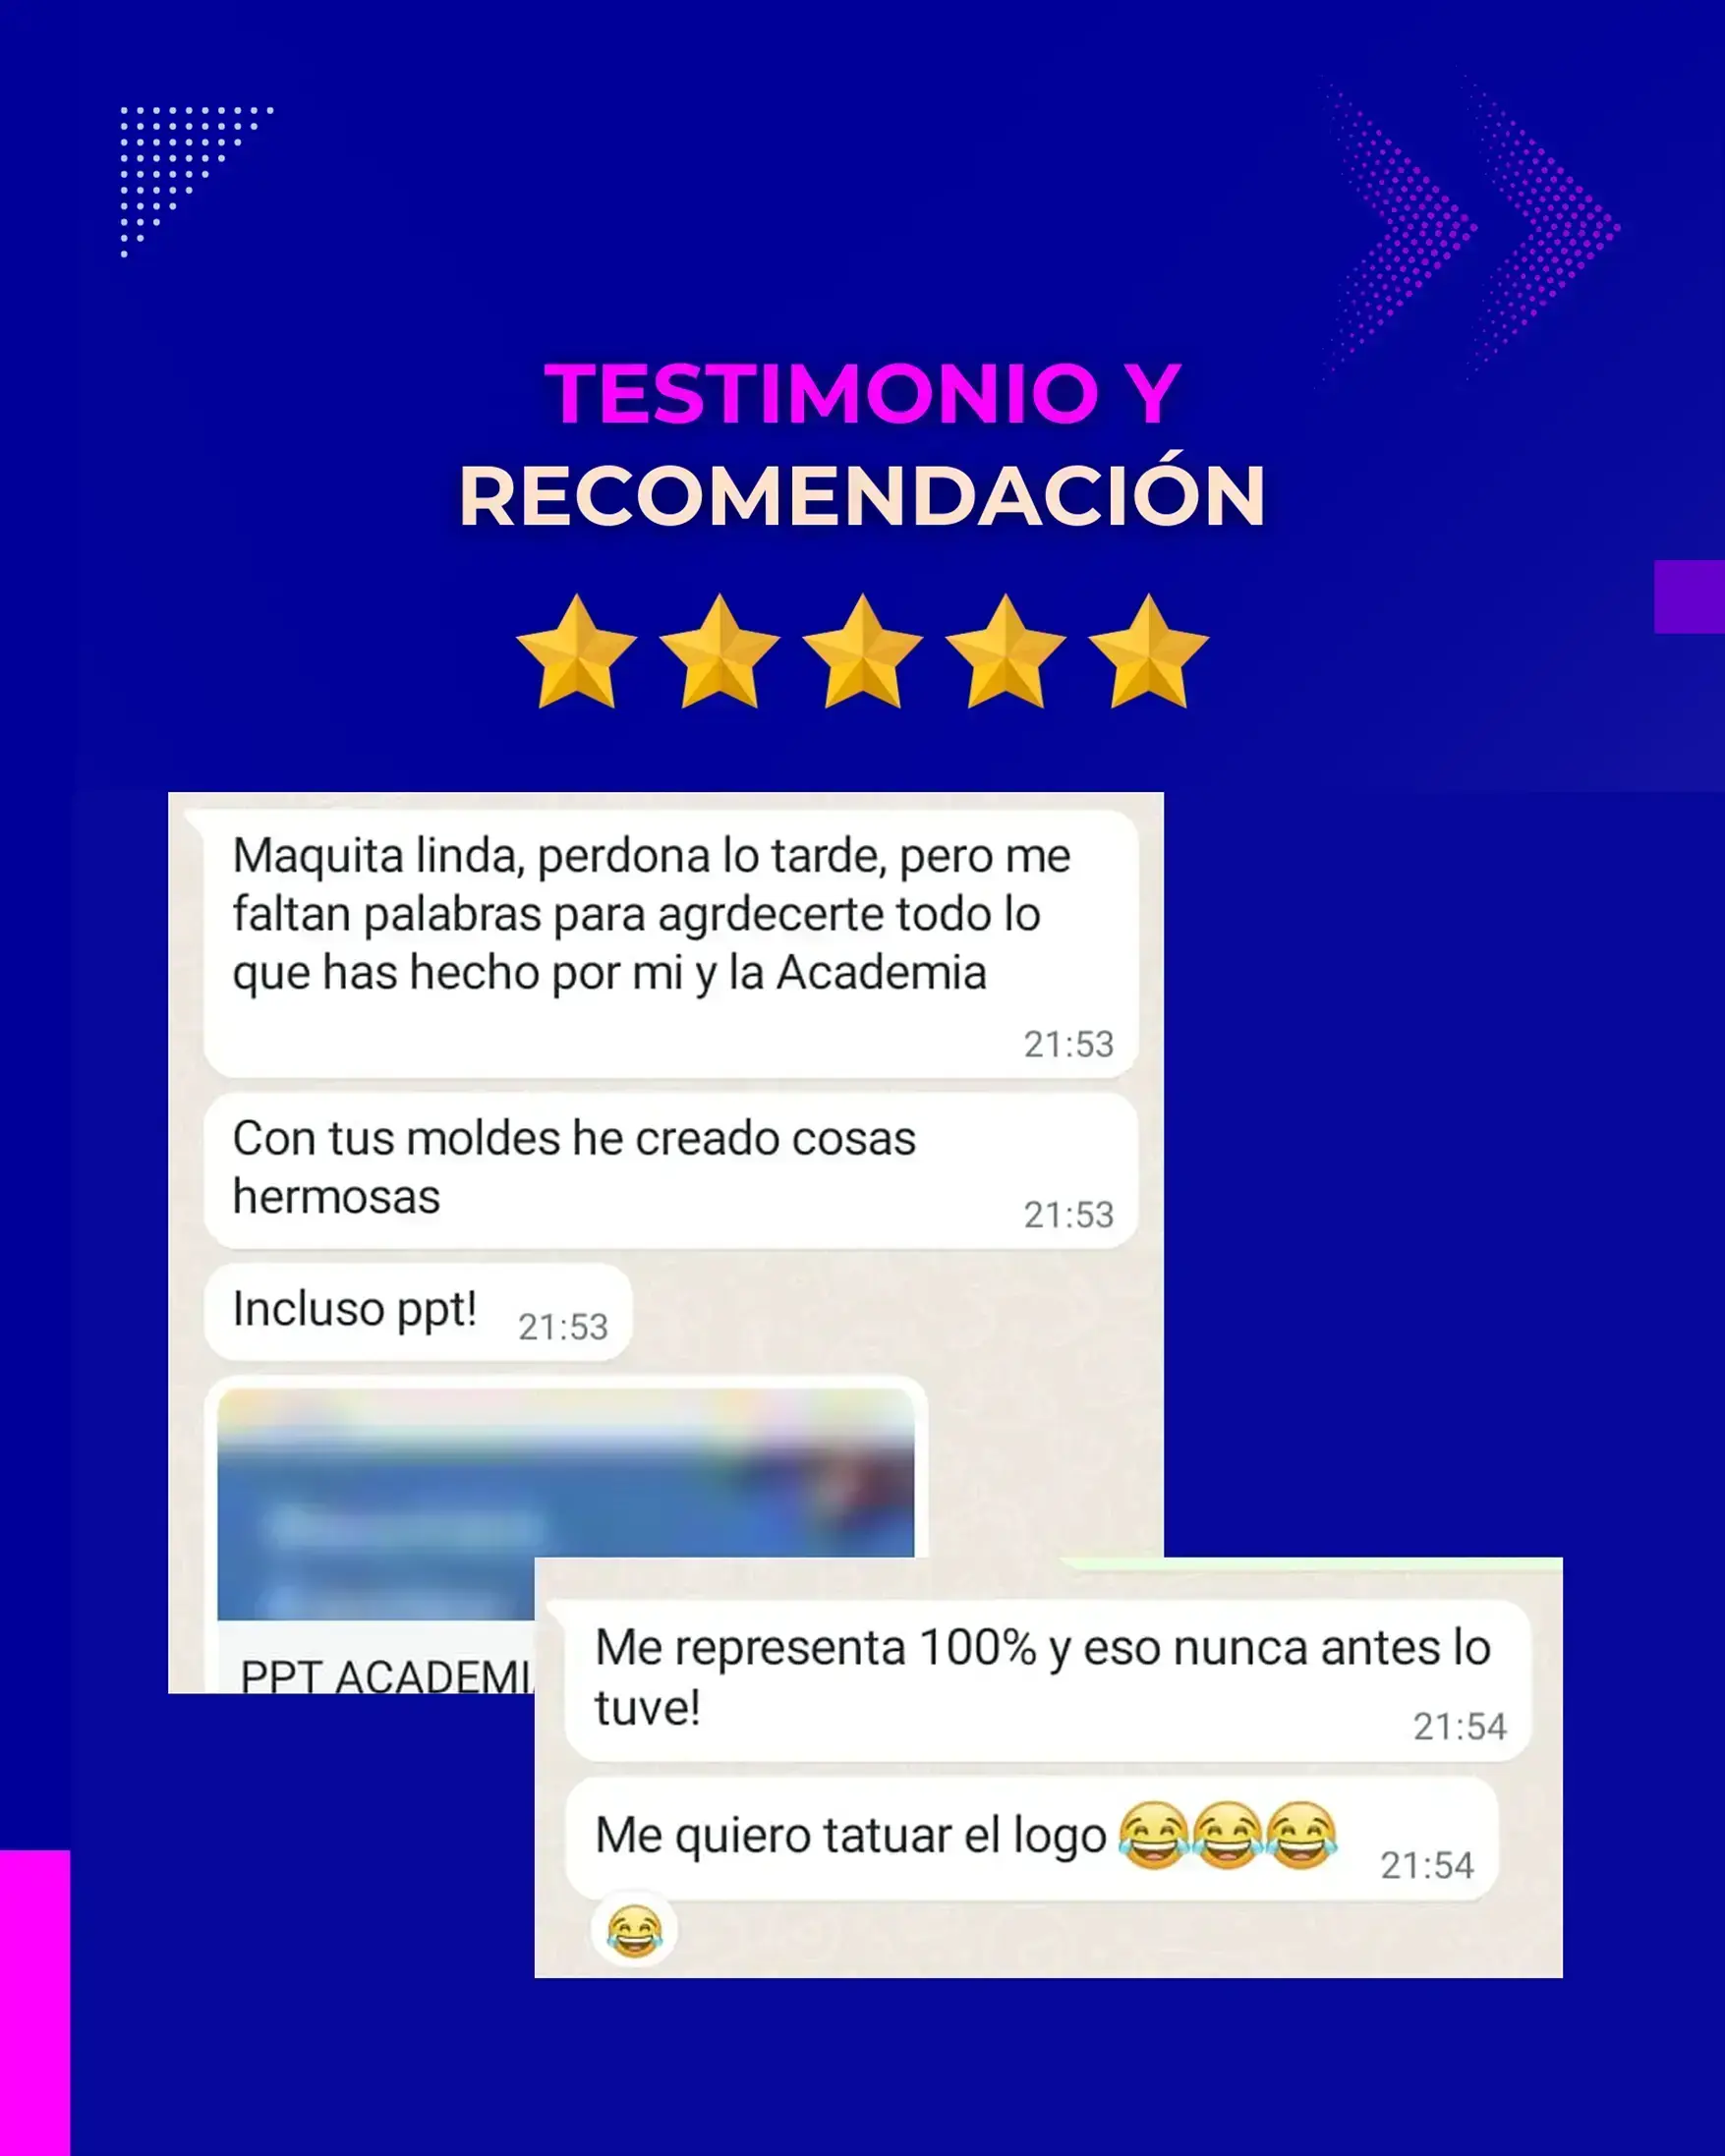 TESTIMONIO Y
RECOMENDACIÓN
Maquita linda, perdona lo tarde, pero me
faltan palabras para agrdecerte todo lo
que has hecho por mi y la Academia
21:53
Con tus moldes he creado cosas
hermosas
21:53
Incluso ppt! 21:53
PPT ACADEMI
Me representa 100% y eso nunca antes lo
tuve!
21:54
Me quiero tatuar el logo 😂😂😂 21:54
😂